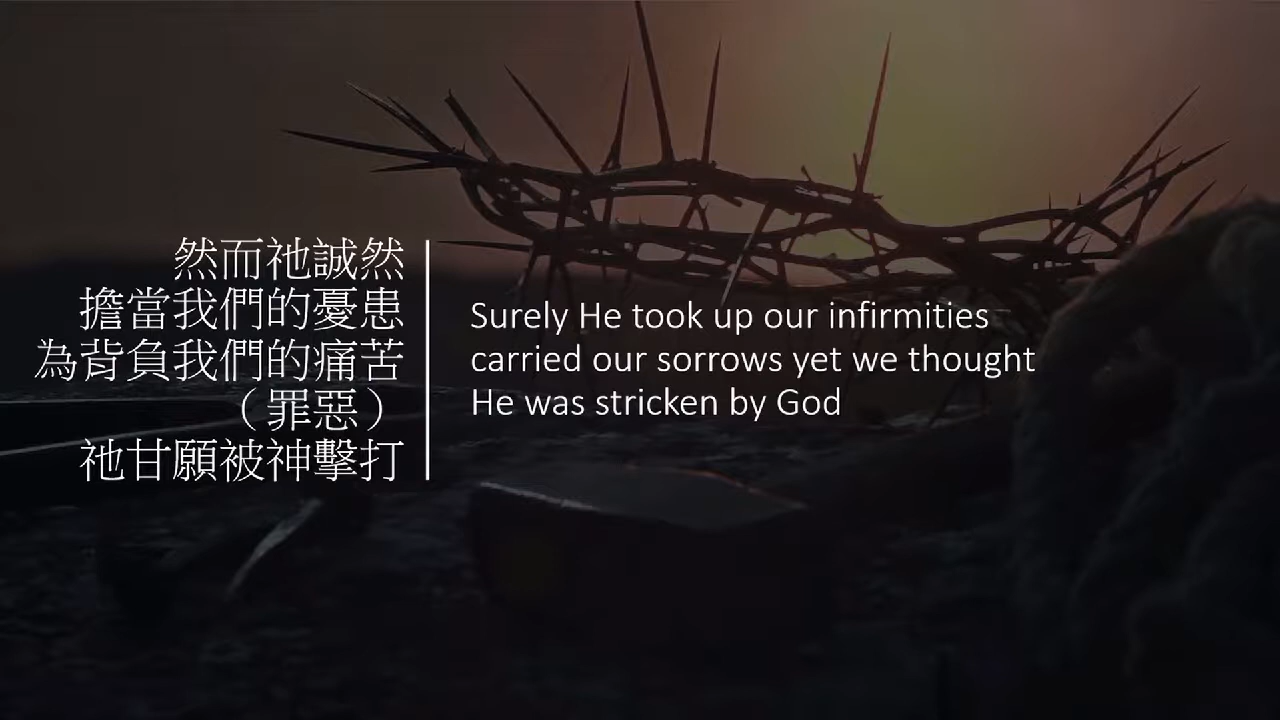 然而祂誠然
擔當我們的憂患
為背負我們的痛苦
（罪惡）
祂甘願被神擊打
Surely He took up our infirmities
carried our sorrows yet we thought
He was stricken by God